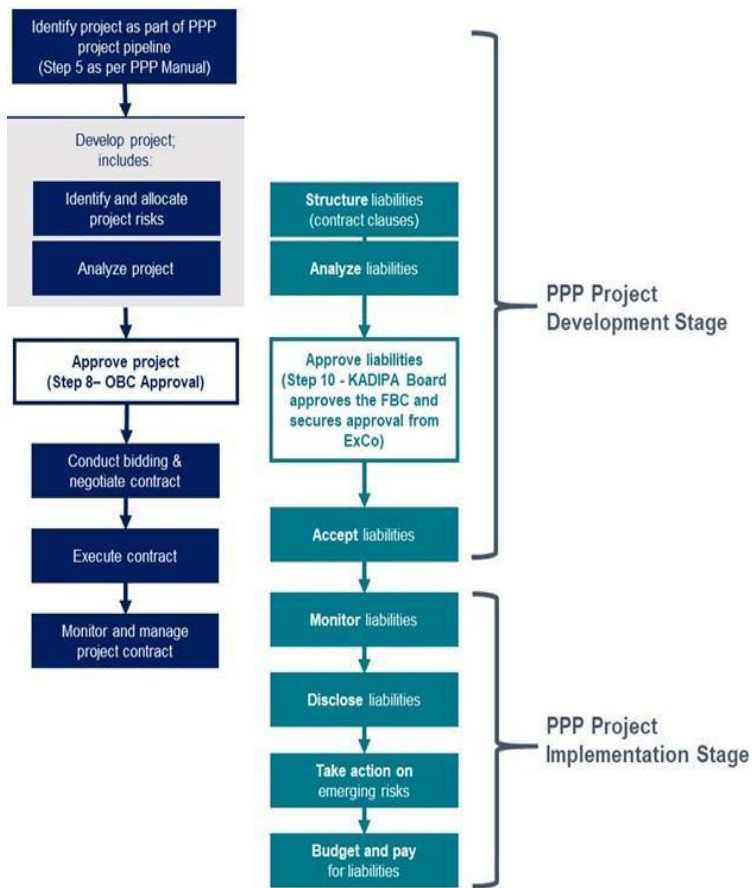 Identify project as part of PPP
project pipeline
(Step 5 as per PPP Manual)
Develop project;
includes:
Identify and allocate
project risks
Analyze project
Approve project
(Step 8– OBC Approval)
Conduct bidding &
negotiate contract
Execute contract
Monitor and manage
project contract
Structure liabilities
(contract clauses)
Analyze liabilities
Approve liabilities
(Step 10 - KADIPA Board
approves the FBC and
secures approval from
ExCo)
Accept liabilities
Monitor liabilities
Disclose liabilities
Take action on
emerging risks
Budget and pay
for liabilities
PPP Project
Development Stage
PPP Project
Implementation Stage